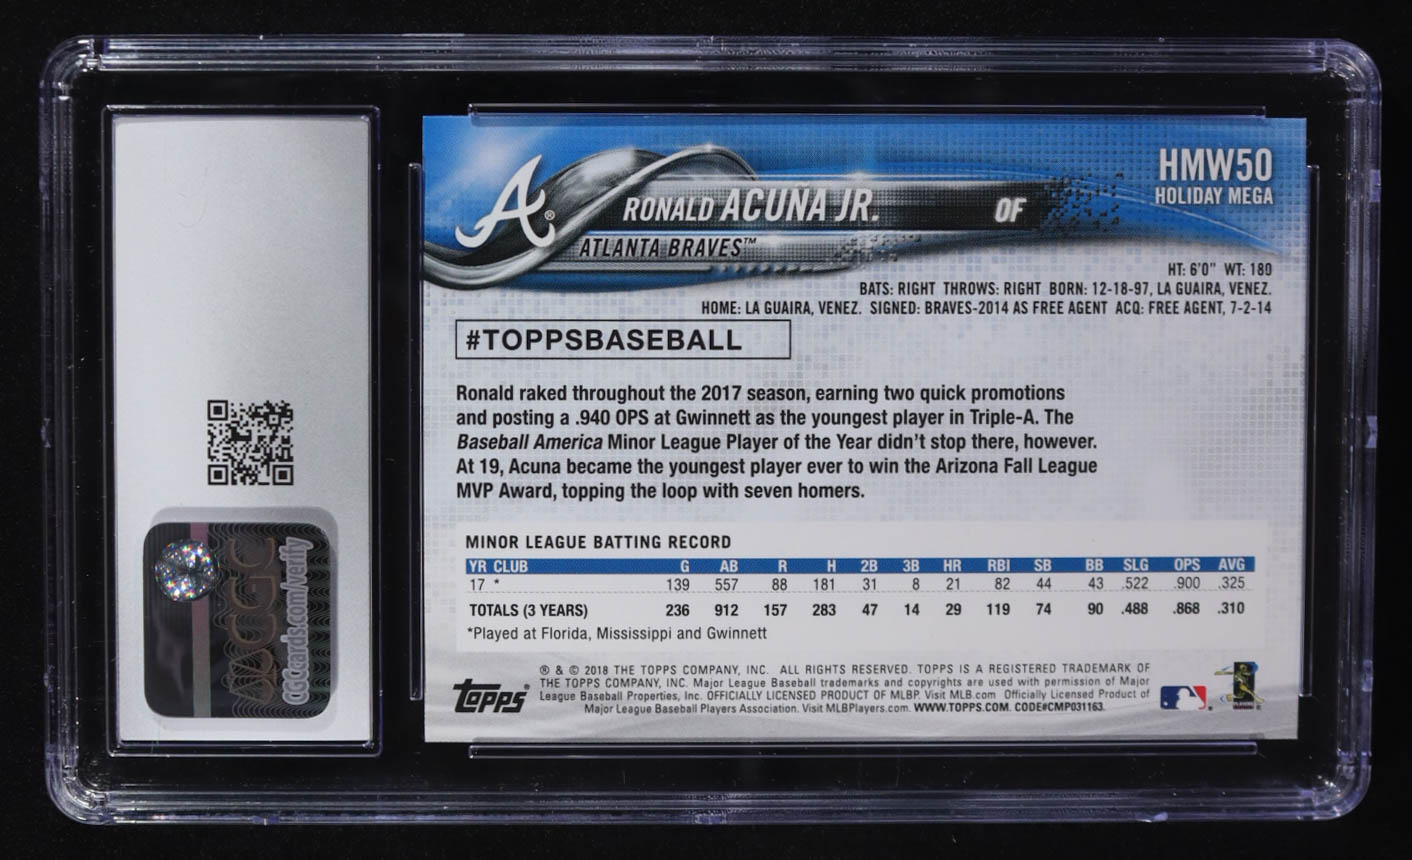 HMW50
HOLIDAY MEGA
A®
RONALD ACUÑA JR.
OF
ATLANTA BRAVES™
HT: 6'0" WT: 180
BATS: RIGHT THROWS: RIGHT BORN: 12-18-97, LA GUAIRA, VENEZ.
HOME: LA GUAIRA, VENEZ. SIGNED: BRAVES-2014 AS FREE AGENT ACQ: FREE AGENT, 7-2-14
#TOPPSBASEBALL
Ronald raked throughout the 2017 season, earning two quick promotions
and posting a .940 OPS at Gwinnett as the youngest player in Triple-A. The
Baseball America Minor League Player of the Year didn't stop there, however.
At 19, Acuna became the youngest player ever to win the Arizona Fall League
MVP Award, topping the loop with seven homers.
MINOR LEAGUE BATTING RECORD
YR CLUB G AB R H 2B 3B HR RBI SB BB SLG OPS AVG
17 * 139 557 88 181 31 8 21 82 44 43 .522 .900 .325
TOTALS (3 YEARS) 236 912 157 283 47 14 29 119 74 90 .488 .868 .310
*Played at Florida, Mississippi and Gwinnett
® & © 2018 THE TOPPS COMPANY, INC. ALL RIGHTS RESERVED. TOPPS IS A REGISTERED TRADEMARK OF
THE TOPPS COMPANY, INC. Major League Baseball trademarks and copyrights are used with permission of Major
League Baseball Properties, Inc. OFFICIALLY LICENSED PRODUCT OF MLBP. Visit MLB.com Officially Licensed Product of
Major League Baseball Players Association. Visit MLBPlayers.com. WWW.TOPPS.COM. CODE#CMP031163.
Topps®
CGC
cgccards.com/verify